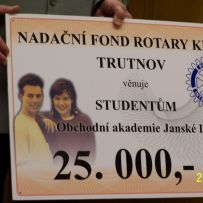 NADAČNÍ FOND ROTARY
TRUTNOV
věnuje
STUDENTŮM
Obchodní akademie Janské
25. 000,-